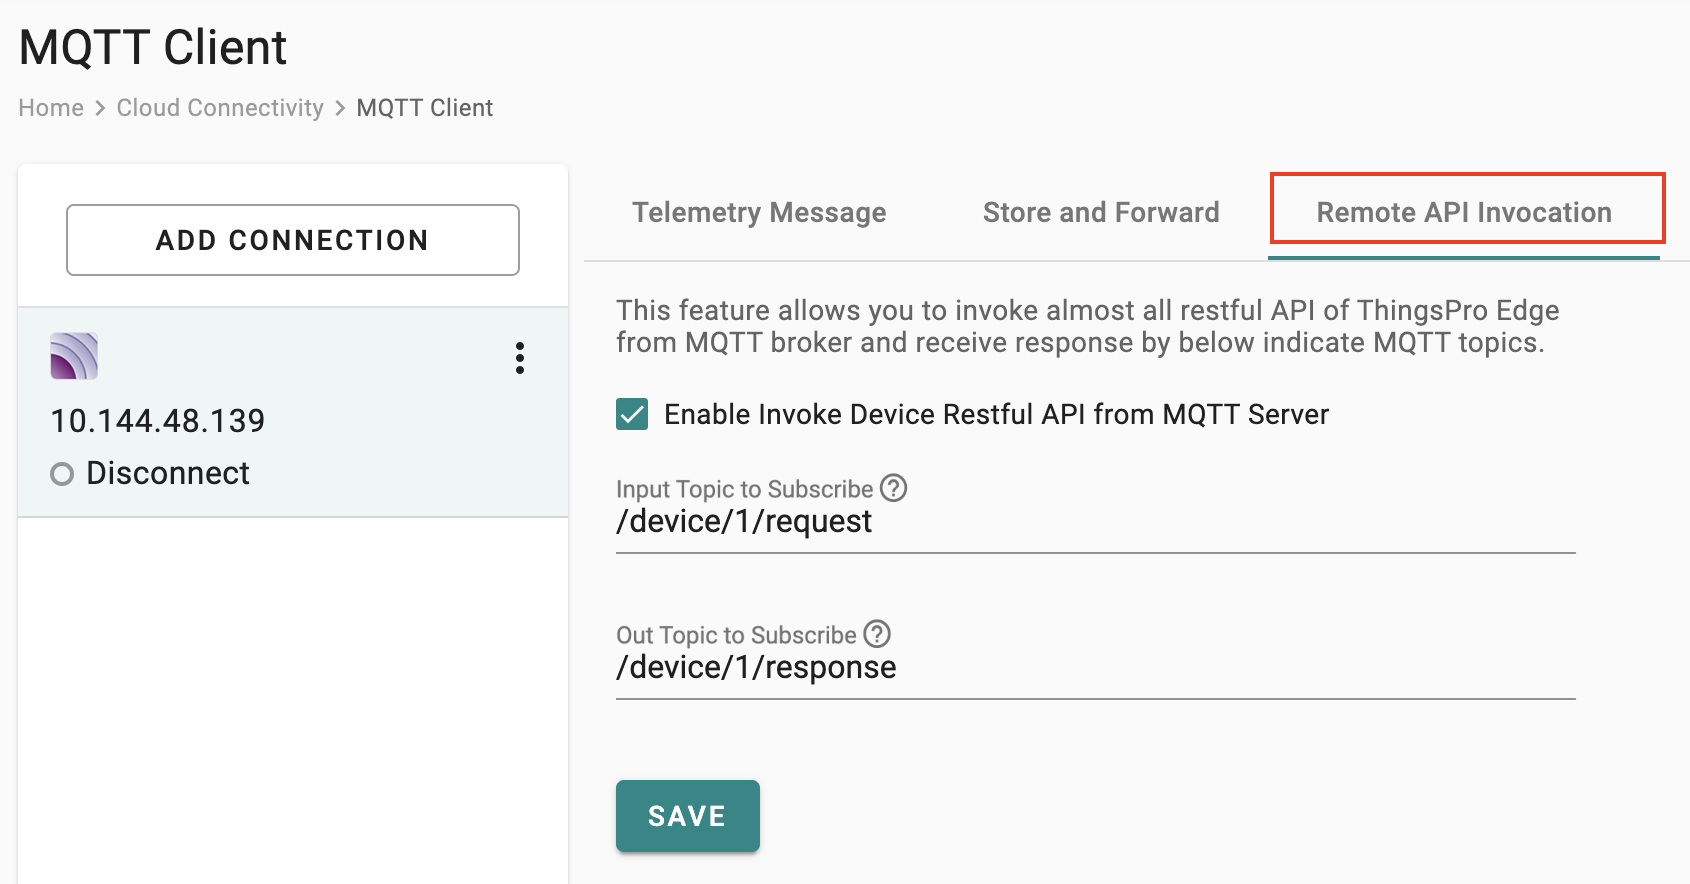 MQTT Client
Home > Cloud Connectivity > MQTT Client
ADD CONNECTION
10.144.48.139
Disconnect
Telemetry Message
Store and Forward
Remote API Invocation
This feature allows you to invoke almost all restful API of ThingsPro Edge
from MQTT broker and receive response by below indicate MQTT topics.
Enable Invoke Device Restful API from MQTT Server
Input Topic to Subscribe ?
/device/1/request
Out Topic to Subscribe ?
/device/1/response
SAVE